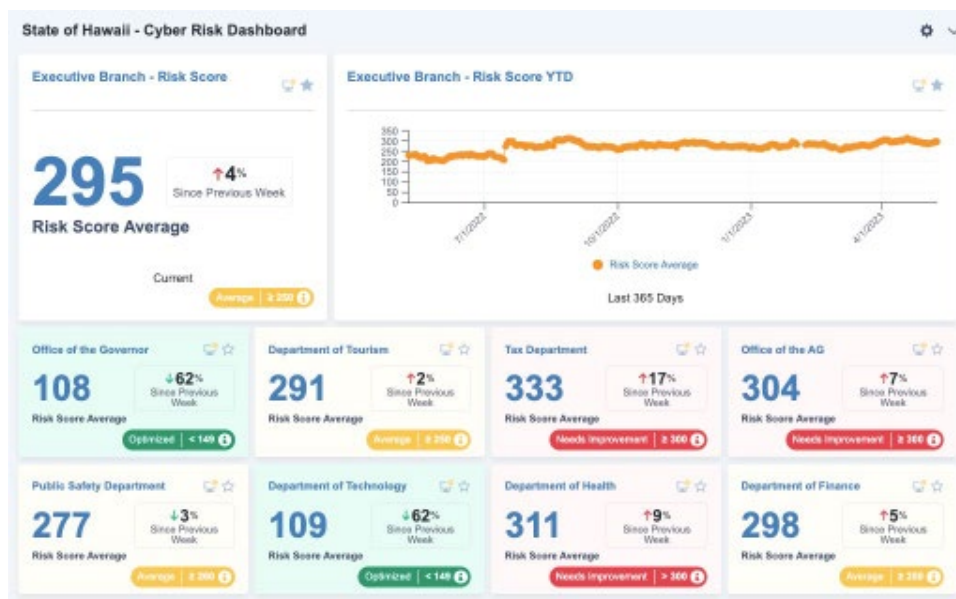 State of Hawaii - Cyber Risk Dashboard
Executive Branch - Risk Score
295
↑4%
Since Previous Week
Risk Score Average
Current
Average | ≥ 250
Executive Branch - Risk Score YTD
350
300
250
200
150
100
50
0
7/1/2022
10/1/2022
1/1/2023
4/1/2023
Risk Score Average
Last 365 Days
Office of the Governor
108
↓62%
Since Previous
Week
Risk Score Average
Optimized | < 149
Department of Tourism
291
↑2%
Since Previous
Week
Risk Score Average
Average | ≥ 250
Tax Department
333
↑17%
Since Previous
Week
Risk Score Average
Needs Improvement | ≥ 300
Office of the AG
304
↑7%
Since Previous
Week
Risk Score Average
Needs Improvement | ≥ 300
Public Safety Department
277
↓3%
Since Previous
Week
Risk Score Average
Average | ≥ 250
Department of Technology
109
↓62%
Since Previous
Week
Risk Score Average
Optimized | < 149
Department of Health
311
↑9%
Since Previous
Week
Risk Score Average
Needs Improvement | > 300
Department of Finance
298
↑5%
Since Previous
Week
Risk Score Average
Average | ≥ 250